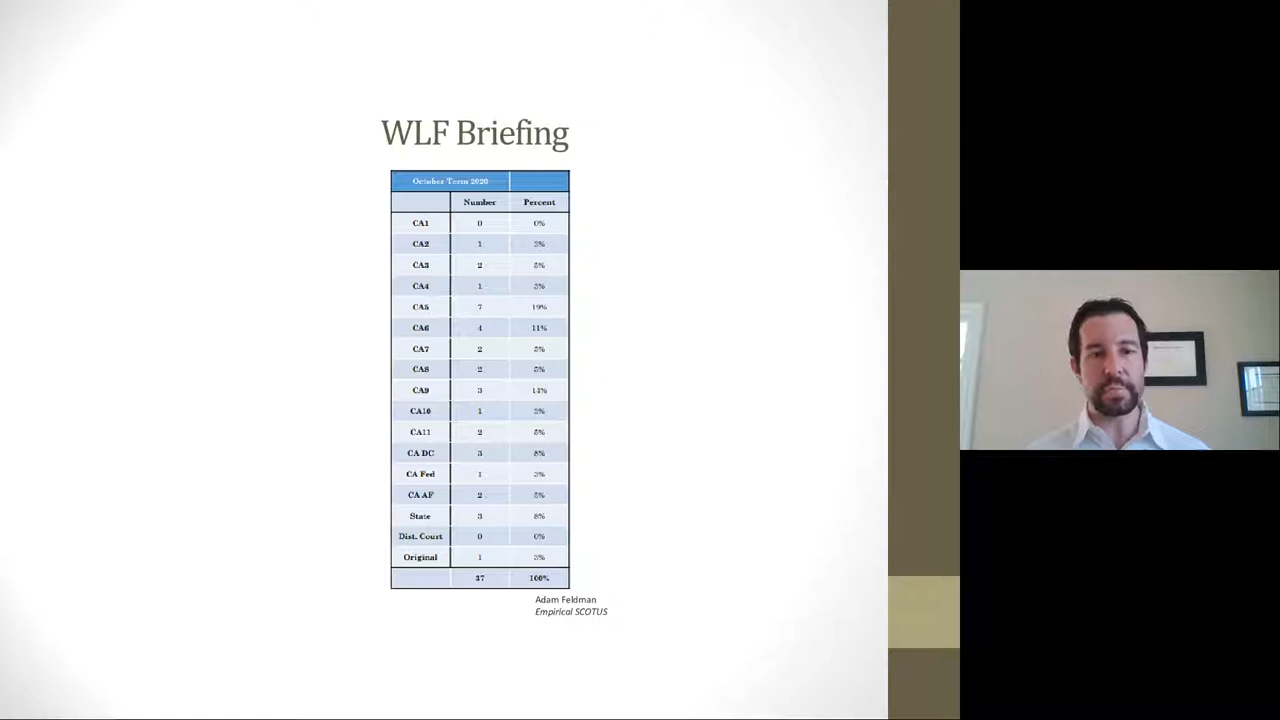 WLF Briefing
October Term 2020
Number Percent
CA1 0 0%
CA2 1 3%
CA3 2 5%
CA4 1 3%
CA5 7 19%
CA6 4 11%
CA7 2 5%
CA8 2 5%
CA9 3
CA10 1 3%
CA11 2 5%
CA DC 3 8%
CA Fed 1 3%
CA AF 2 5%
State 3 8%
Dist. Court 0 0%
Original 1 3%
37 100%
Adam Feldman
Empirical SCOTUS